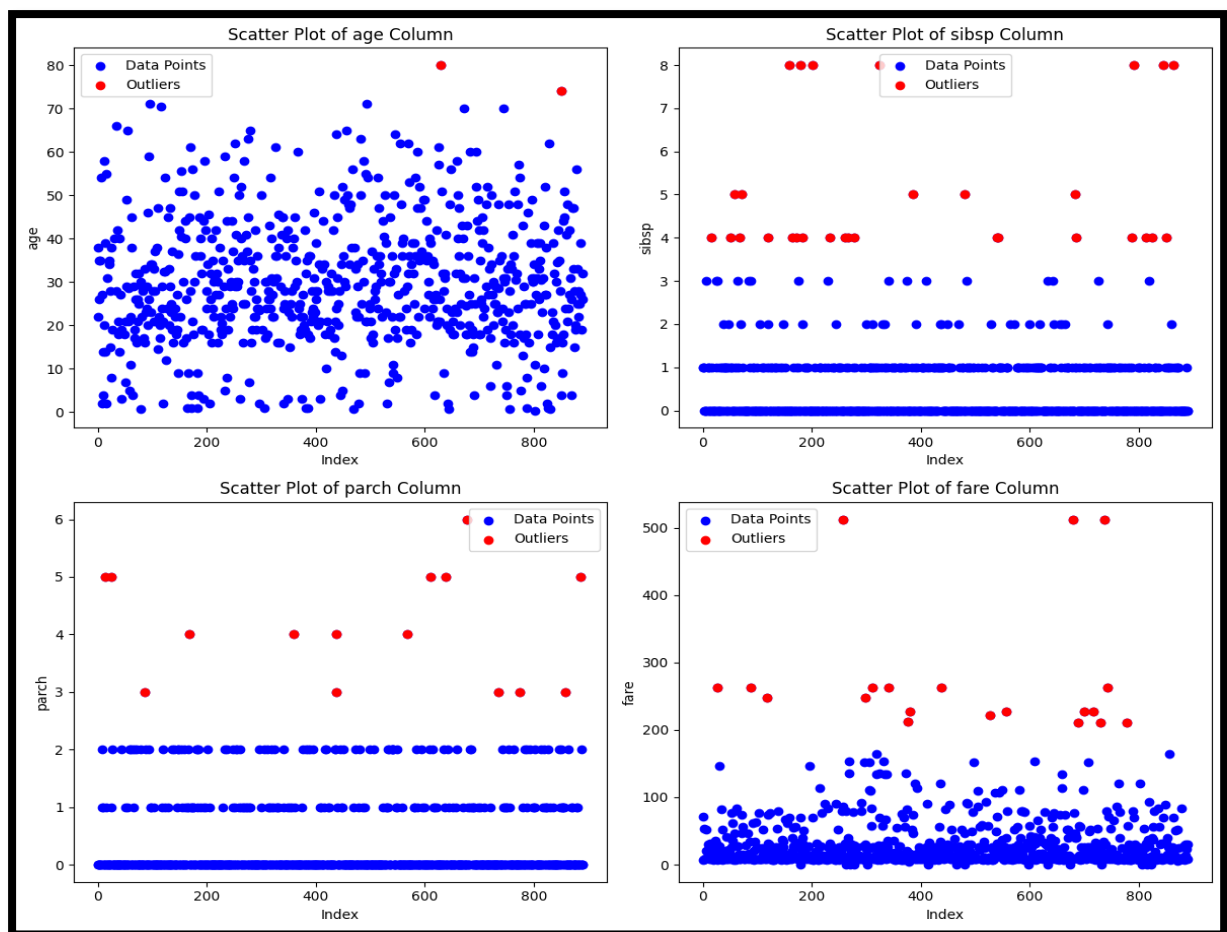 Scatter Plot of age Column
80
70
60
50
40
30
20
10
0
age
Data Points
Outliers
0 200 400 600 800
Index
Scatter Plot of sibsp Column
8
7
6
5
4
3
2
1
0
sibsp
Data Points
Outliers
0 200 400 600 800
Index
Scatter Plot of parch Column
6
5
4
3
2
1
0
parch
Data Points
Outliers
0 200 400 600 800
Index
Scatter Plot of fare Column
500
400
300
200
100
0
fare
Data Points
Outliers
0 200 400 600 800
Index